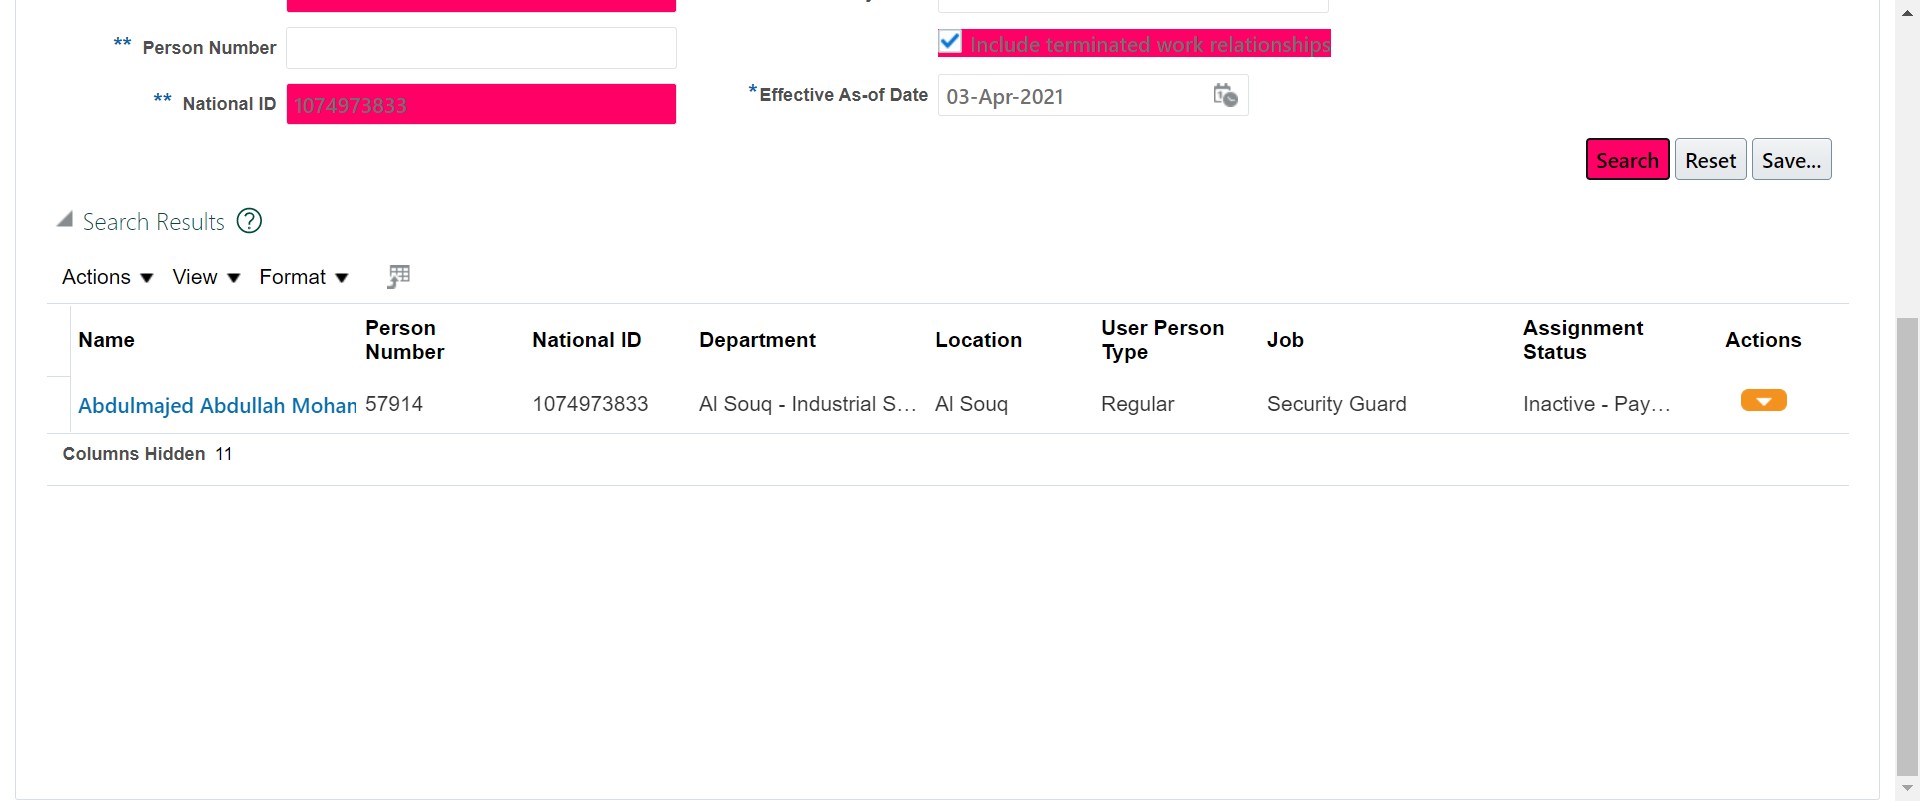 ** Person Number
Include terminated work relationships
** National ID 1074973833
*Effective As-of Date 03-Apr-2021
Search Reset Save...
Search Results ?
Actions View Format
Name Person Number National ID Department Location User Person Type Job Assignment Status Actions
Abdulmajed Abdullah Mohan 57914 1074973833 Al Souq - Industrial S... Al Souq Regular Security Guard Inactive - Pay...
Columns Hidden 11